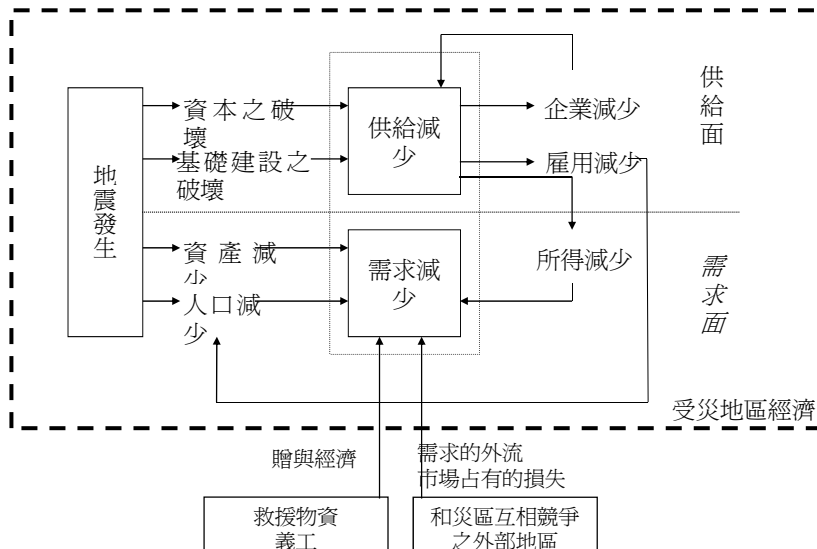 地震發生
資本之破
壞
基礎建設之
破壞
資產減
少
人口減
少
供給減
少
需求減
少
企業減少
雇用減少
所得減少
供給面
需求面
受災地區經濟
贈與經濟
需求的外流
市場占有的損失
救援物資
義工
和災區互相競爭
之外部地區